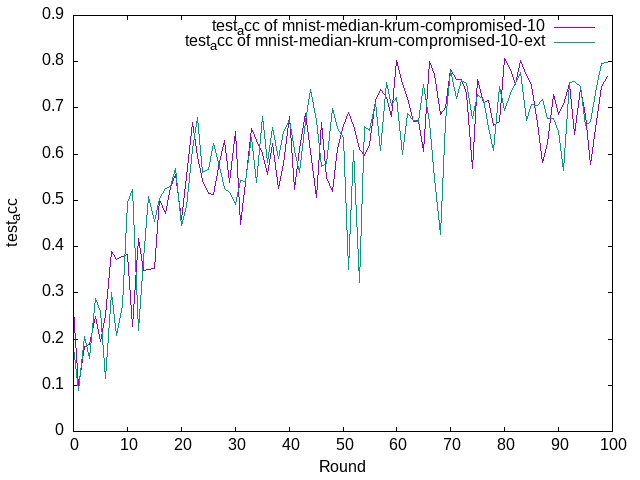 test_acc of mnist-median-krum-compromised-10
test_acc of mnist-median-krum-compromised-10-ext
0.9
0.8
0.7
0.6
0.5
0.4
0.3
0.2
0.1
0
test_acc
0 10 20 30 40 50 60 70 80 90 100
Round